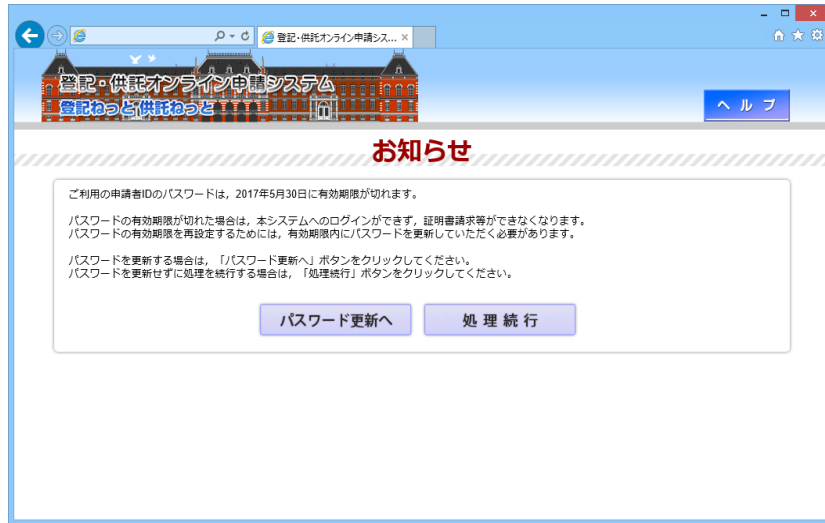 登記・供託オンライン申請シス...
登記・供託オンライン申請システム
登記ねっと 供託ねっと
ヘルプ
お知らせ
ご利用の申請者IDのパスワードは，2017年5月30日に有効期限が切れます。
パスワードの有効期限が切れた場合は，本システムへのログインができず，証明書請求等ができなくなります。
パスワードの有効期限を再設定するためには，有効期限内にパスワードを更新していただく必要があります。
パスワードを更新する場合は，「パスワード更新へ」ボタンをクリックしてください。
パスワードを更新せずに処理を続行する場合は，「処理続行」ボタンをクリックしてください。
パスワード更新へ 処理続行